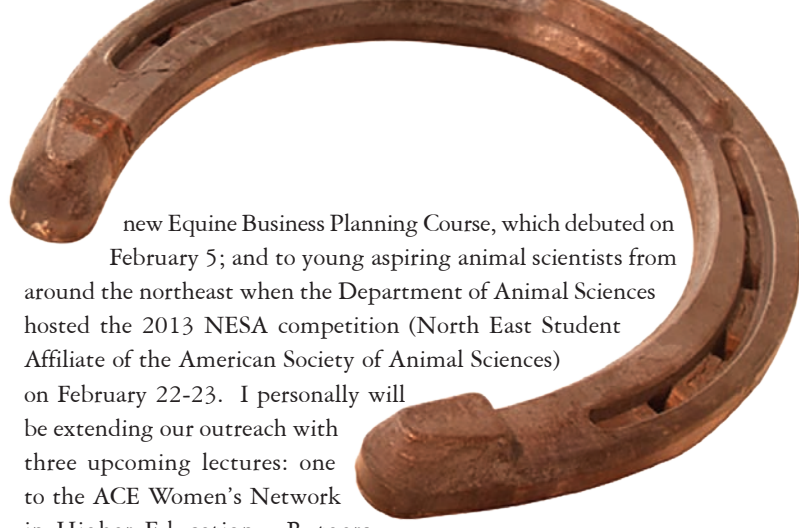 new Equine Business Planning Course, which debuted on
February 5; and to young aspiring animal scientists from
around the northeast when the Department of Animal Sciences
hosted the 2013 NESA competition (North East Student
Affiliate of the American Society of Animal Sciences)
on February 22-23.  I personally will
be extending our outreach with
three upcoming lectures: one
to the ACE Women's Network
in Higher Education